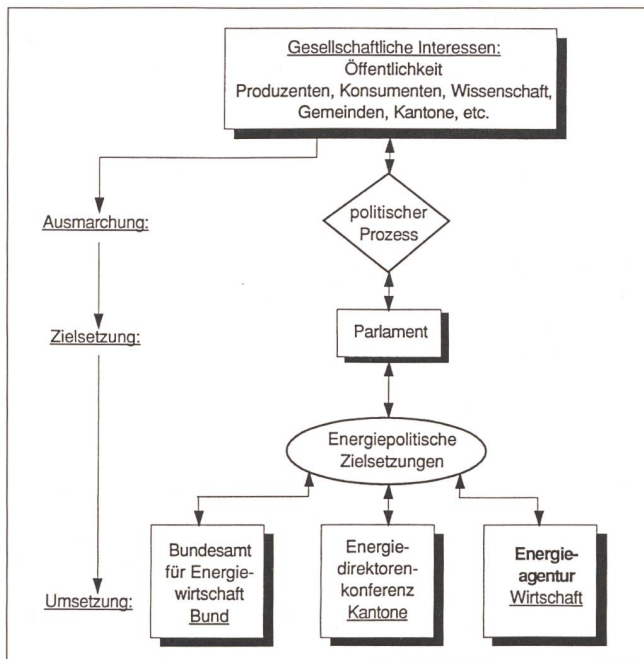 Gesellschaftliche Interessen:
Öffentlichkeit
Produzenten, Konsumenten, Wissenschaft,
Gemeinden, Kantone, etc.
politischer
Prozess
Ausmarchung:
Zielsetzung:
Parlament
Energiepolitische
Zielsetzungen
Umsetzung:
Bundesamt
für Energie-
wirtschaft
Bund
Energie-
direktoren-
konferenz
Kantone
Energie-
agentur
Wirtschaft